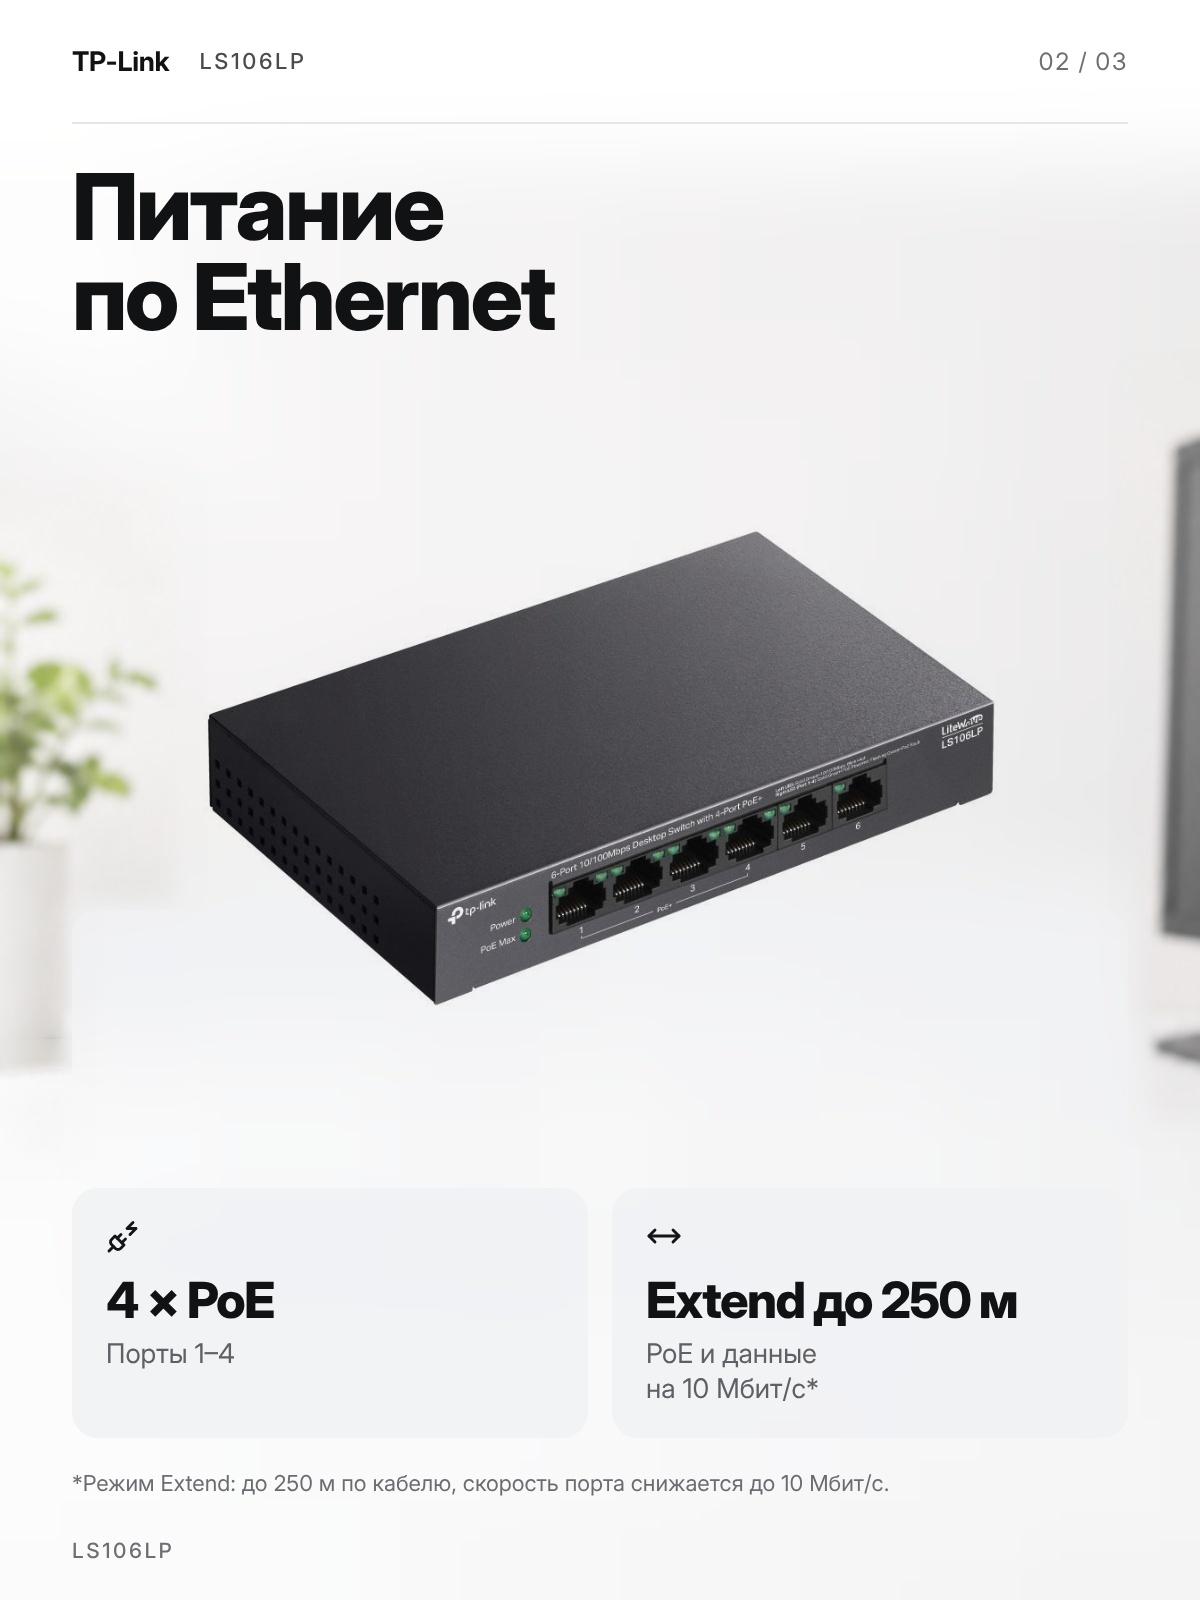 TP-Link LS106LP 02 / 03
Питание
по Ethernet
LiteWave
LS106LP
6-Port 10/100Mbps Desktop Switch with 4-Port PoE+
tp-link
Power
PoE Max
1 2 3 4 5 6
PoE+
4 × PoE
Порты 1–4
Extend до 250 м
PoE и данные
на 10 Мбит/с*
*Режим Extend: до 250 м по кабелю, скорость порта снижается до 10 Мбит/с.
LS106LP